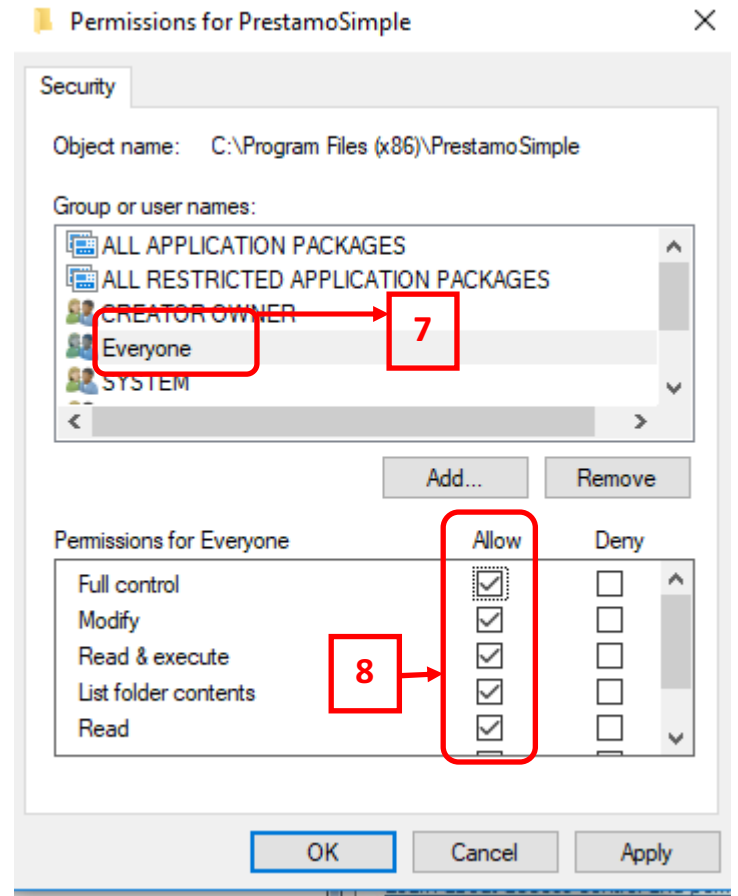 Permissions for PrestamoSimple
Security
Object name: C:\Program Files (x86)\PrestamoSimple
Group or user names:
ALL APPLICATION PACKAGES
ALL RESTRICTED APPLICATION PACKAGES
CREATOR OWNER
7
Everyone
SYSTEM
Add...
Remove
Permissions for Everyone Allow Deny
Full control
Modify
Read & execute
8
List folder contents
Read
OK Cancel Apply